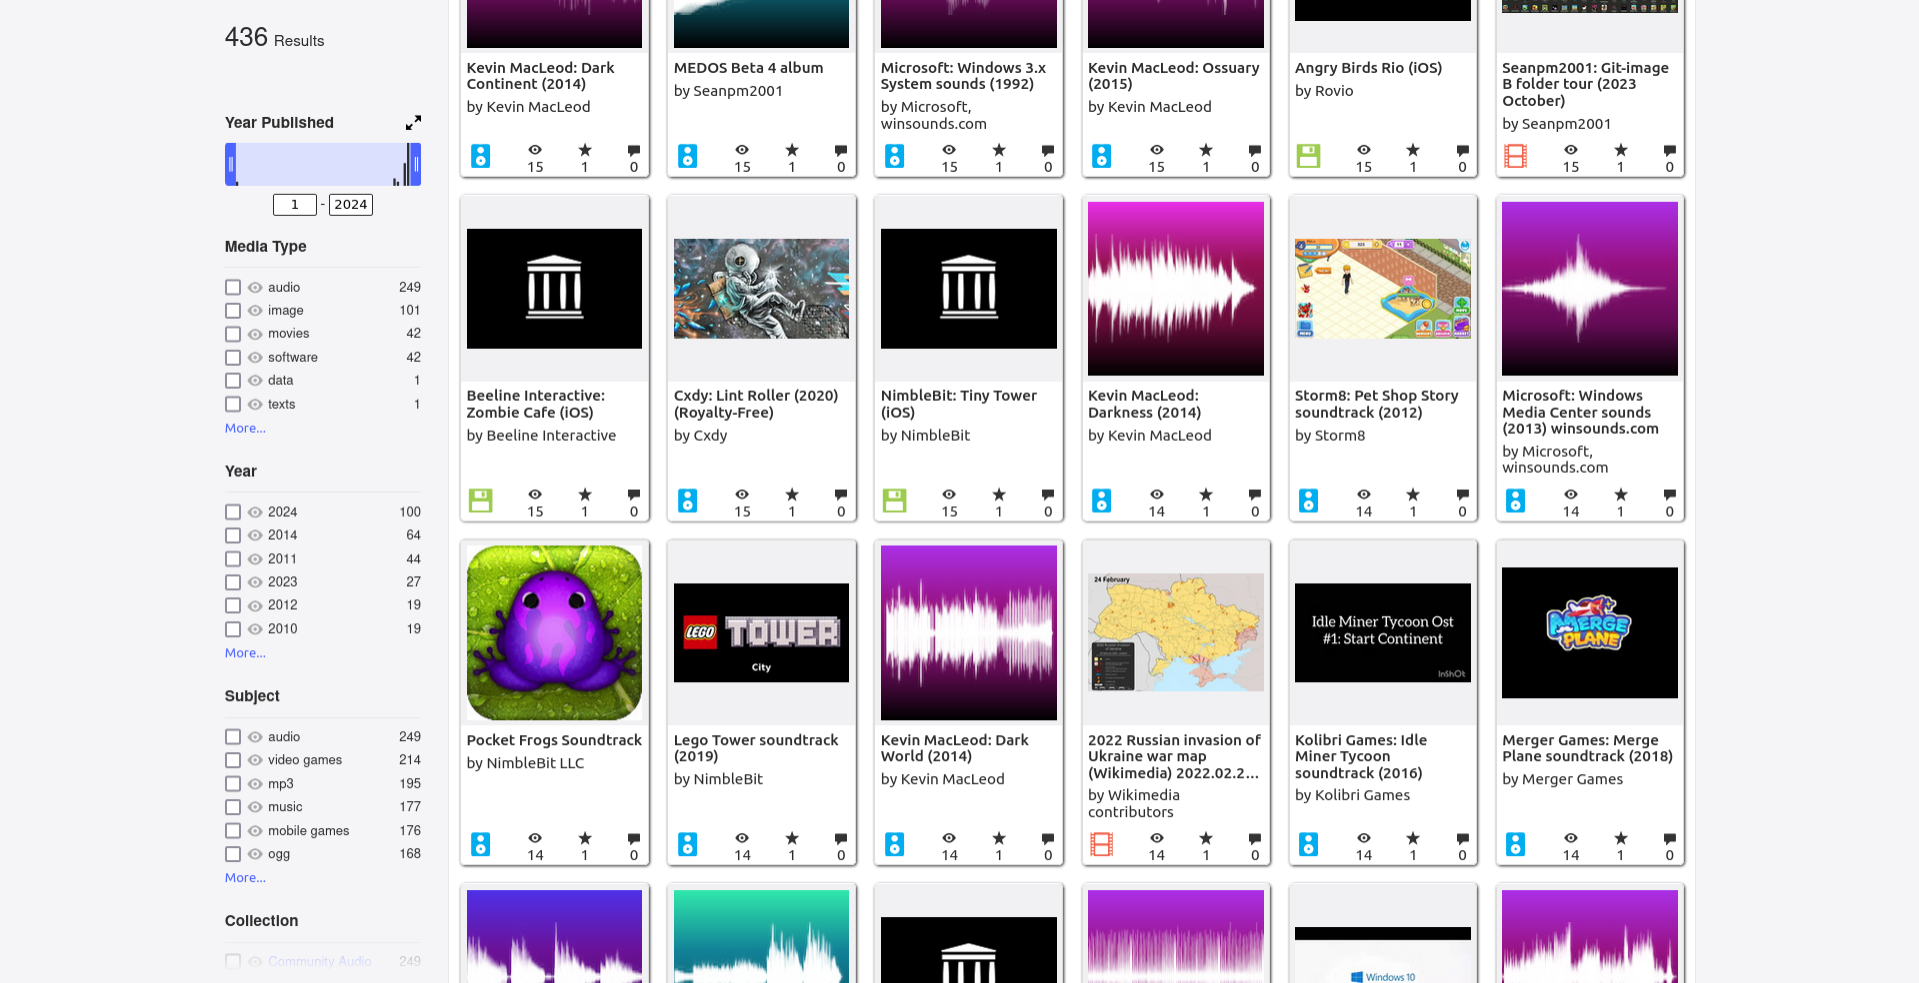 436 Results
Year Published
1 - 2024
Media Type
audio 249
image 101
movies 42
software 42
data 1
texts 1
More...
Year
2024 100
2014 64
2011 44
2023 27
2012 19
2010 19
More...
Subject
audio 249
video games 214
mp3 195
music 177
mobile games 176
ogg 168
More...
Collection
Community Audio 249
Kevin MacLeod: Dark
Continent (2014)
by Kevin MacLeod
15 1 0
MEDOS Beta 4 album
by Seanpm2001
15 1 0
Microsoft: Windows 3.x
System sounds (1992)
by Microsoft,
winsounds.com
15 1 0
Kevin MacLeod: Ossuary
(2015)
by Kevin MacLeod
15 1 0
Angry Birds Rio (iOS)
by Rovio
15 1 0
Seanpm2001: Git-image
B folder tour (2023
October)
by Seanpm2001
15 1 0
Beeline Interactive:
Zombie Cafe (iOS)
by Beeline Interactive
15 1 0
Cxdy: Lint Roller (2020)
(Royalty-Free)
by Cxdy
15 1 0
NimbleBit: Tiny Tower
(iOS)
by NimbleBit
15 1 0
Kevin MacLeod:
Darkness (2014)
by Kevin MacLeod
14 1 0
Storm8: Pet Shop Story
soundtrack (2012)
by Storm8
14 1 0
Microsoft: Windows
Media Center sounds
(2013) winsounds.com
by Microsoft,
winsounds.com
14 1 0
Pocket Frogs Soundtrack
by NimbleBit LLC
14 1 0
LEGO TOWER
City
Lego Tower soundtrack
(2019)
by NimbleBit
14 1 0
Kevin MacLeod: Dark
World (2014)
by Kevin MacLeod
14 1 0
24 February
2022 Russian invasion of
Ukraine war map
(Wikimedia) 2022.02.2...
by Wikimedia
contributors
14 1 0
Idle Miner Tycoon Ost
#1: Start Continent
InShOt
Kolibri Games: Idle
Miner Tycoon
soundtrack (2016)
by Kolibri Games
14 1 0
MERGE
PLANE
Merger Games: Merge
Plane soundtrack (2018)
by Merger Games
14 1 0
Windows 10